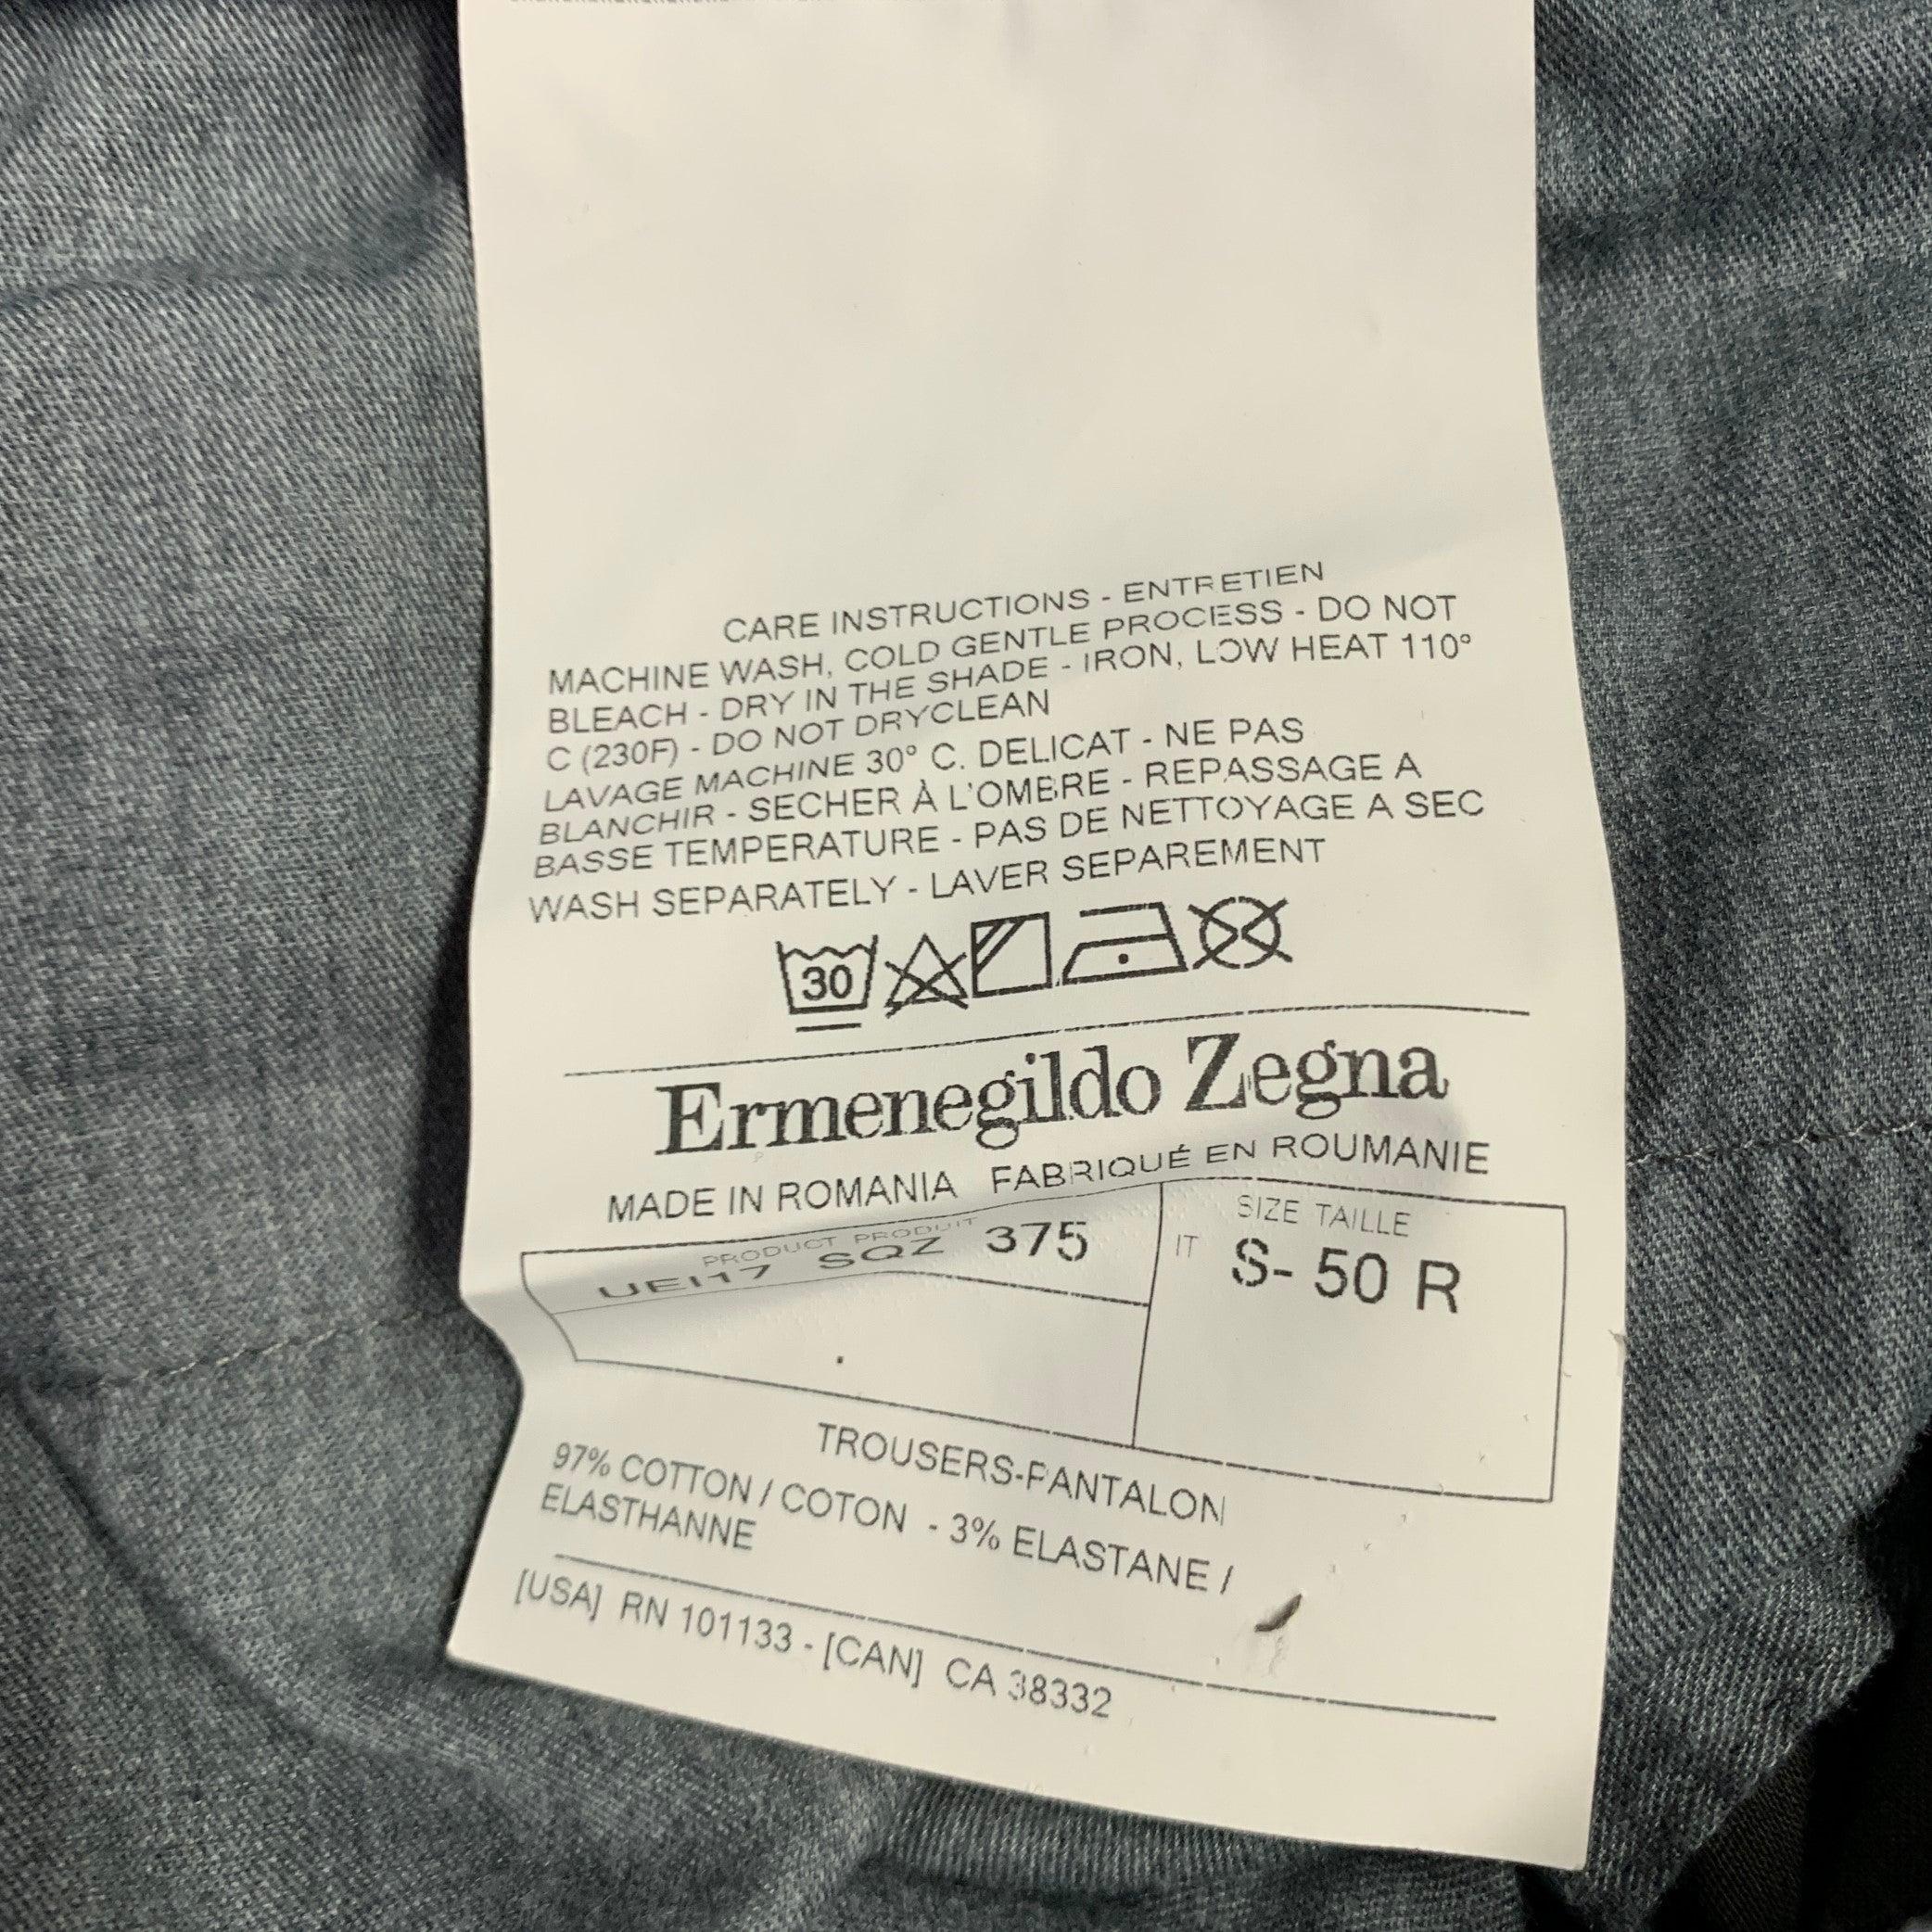 CARE INSTRUCTIONS - ENTRETIEN
MACHINE WASH, COLD GENTLE PROCESS - DO NOT
BLEACH - DRY IN THE SHADE - IRON, LOW HEAT 110°
C (230F) - DO NOT DRYCLEAN
LAVAGE MACHINE 30° C. DELICAT - NE PAS
BLANCHIR - SECHER À L'OMBRE - REPASSAGE A
BASSE TEMPERATURE - PAS DE NETTOYAGE A SEC
WASH SEPARATELY - LAVER SEPAREMENT
30
Ermenegildo Zegna
MADE IN ROMANIA FABRIQUÉ EN ROUMANIE
PRODUCT PRODUIT
UEI17 SQZ 375
SIZE TAILLE
IT S- 50 R
TROUSERS-PANTALON
97% COTTON / COTON - 3% ELASTANE /
ELASTHANNE
[USA] RN 101133 - [CAN] CA 38332